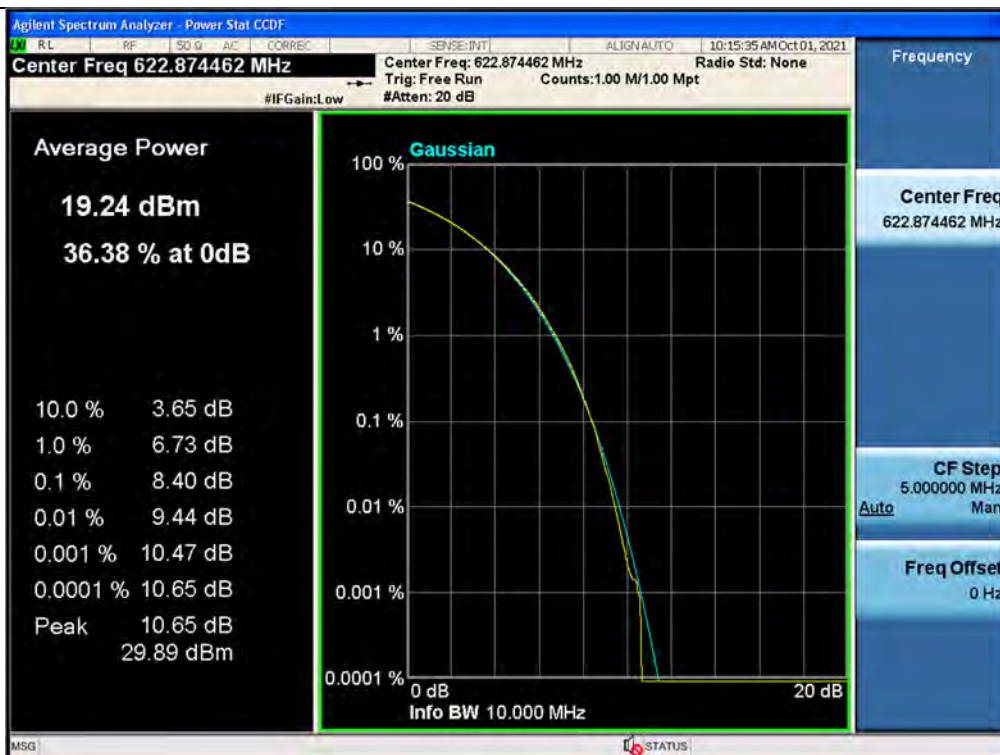 Agilent Spectrum Analyzer - Power Stat CCDF
LXI RL RF 50 Ω AC CORREC SENSE:INT ALIGNAUTO 10:15:35 AM Oct 01, 2021
Center Freq 622.874462 MHz
Center Freq: 622.874462 MHz Radio Std: None
Trig: Free Run Counts:1.00 M/1.00 Mpt
#IFGain:Low #Atten: 20 dB
Average Power
19.24 dBm
36.38 % at 0dB
10.0 % 3.65 dB
1.0 % 6.73 dB
0.1 % 8.40 dB
0.01 % 9.44 dB
0.001 % 10.47 dB
0.0001 % 10.65 dB
Peak 10.65 dB
29.89 dBm
Gaussian
100 %
10 %
1 %
0.1 %
0.01 %
0.001 %
0.0001 %
0 dB 20 dB
Info BW 10.000 MHz
Frequency
Center Freq
622.874462 MHz
CF Step
5.000000 MHz
Auto Man
Freq Offset
0 Hz
MSG STATUS